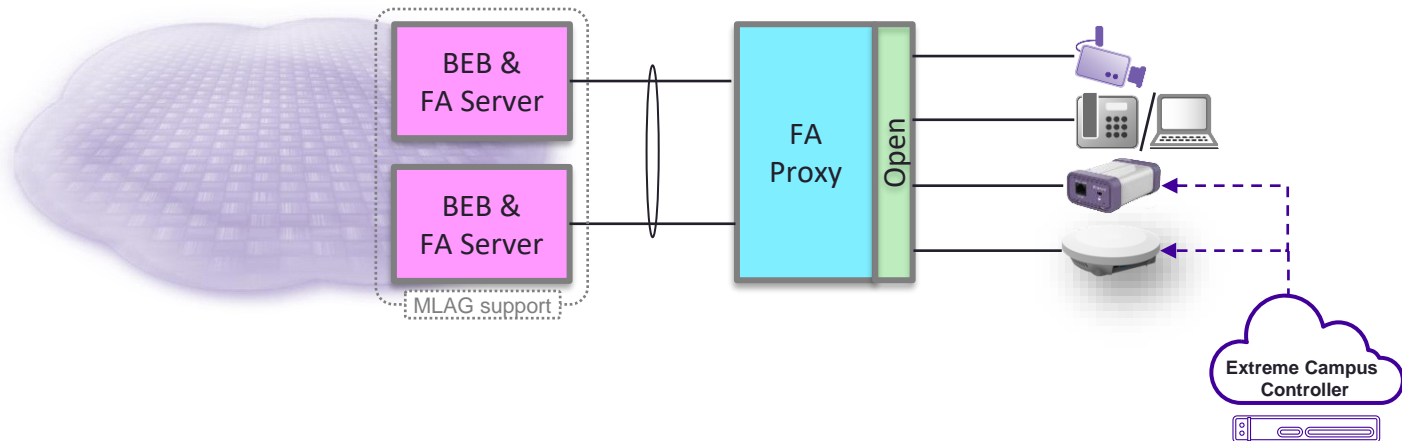 BEB &
FA Server
BEB &
FA Server
MLAG support
FA
Proxy
Open
Extreme Campus
Controller